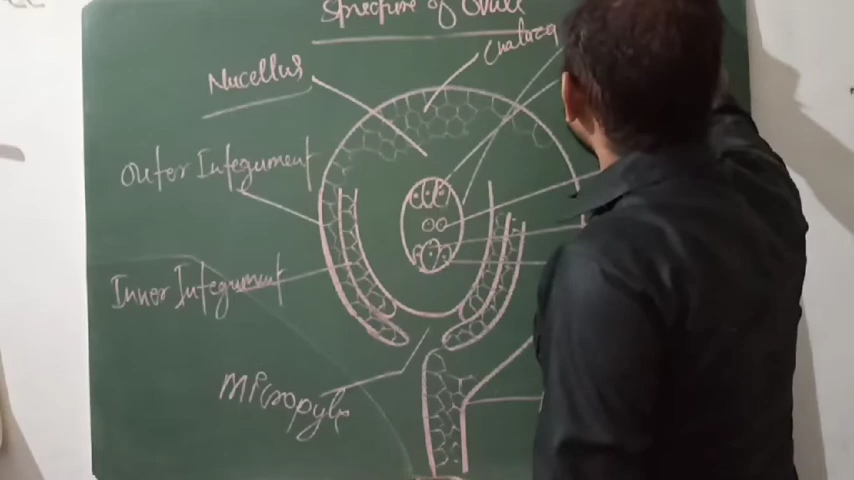 Structure of Ovule
Chalaza
Nucellus
Outer Integument
Inner Integument
Micropyle